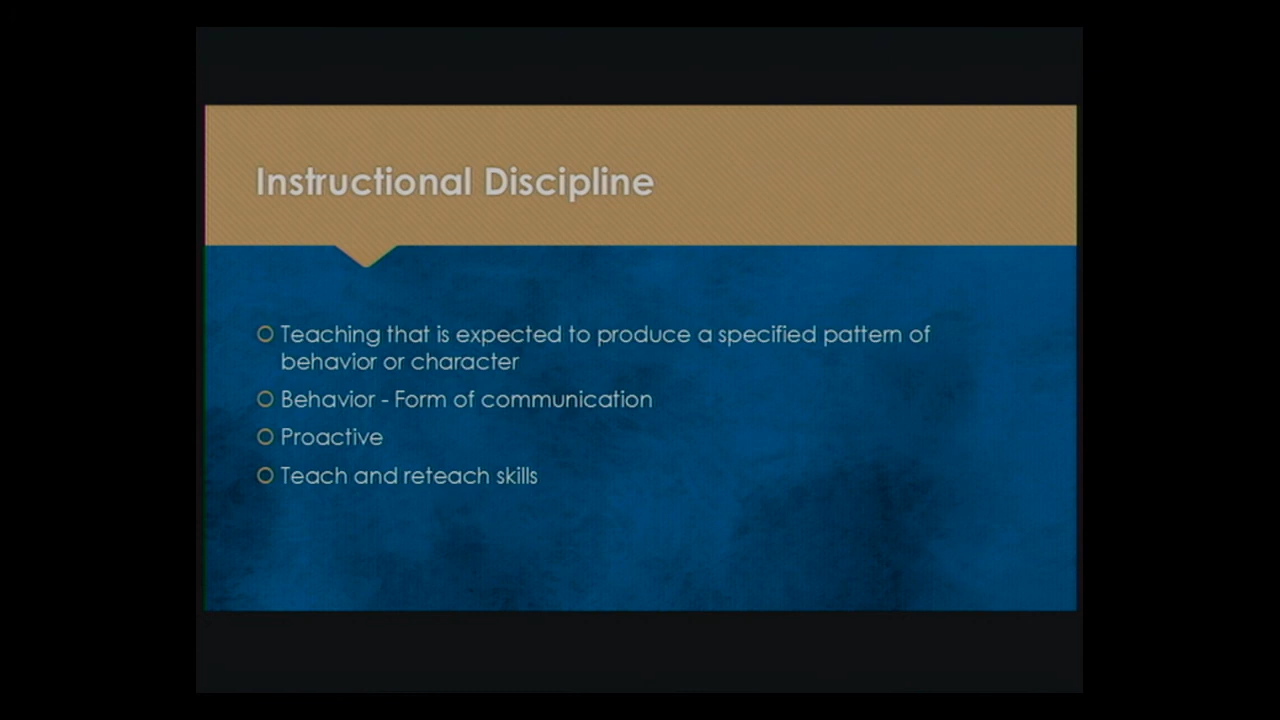 Instructional Discipline
Teaching that is expected to produce a specified pattern of
behavior or character
Behavior - Form of communication
Proactive
Teach and reteach skills